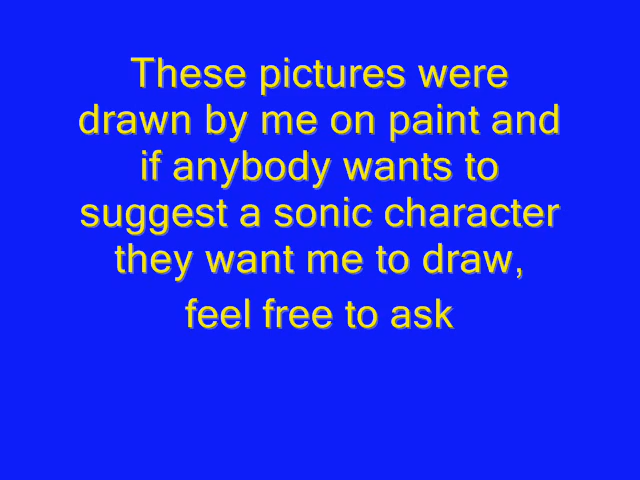 These pictures were
drawn by me on paint and
if anybody wants to
suggest a sonic character
they want me to draw,
feel free to ask